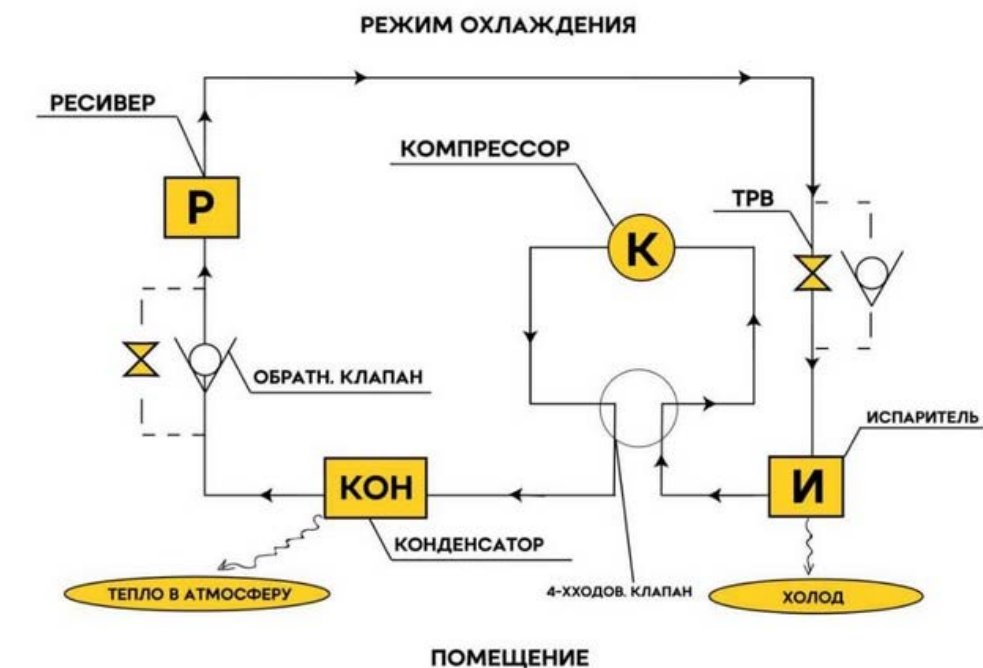 РЕЖИМ ОХЛАЖДЕНИЯ
РЕСИВЕР
КОМПРЕССОР
ТРВ
Р
К
ОБРАТН. КЛАПАН
ИСПАРИТЕЛЬ
КОН
И
КОНДЕНСАТОР
ТЕПЛО В АТМОСФЕРУ
4-ХХОДОВ. КЛАПАН
ХОЛОД
ПОМЕЩЕНИЕ